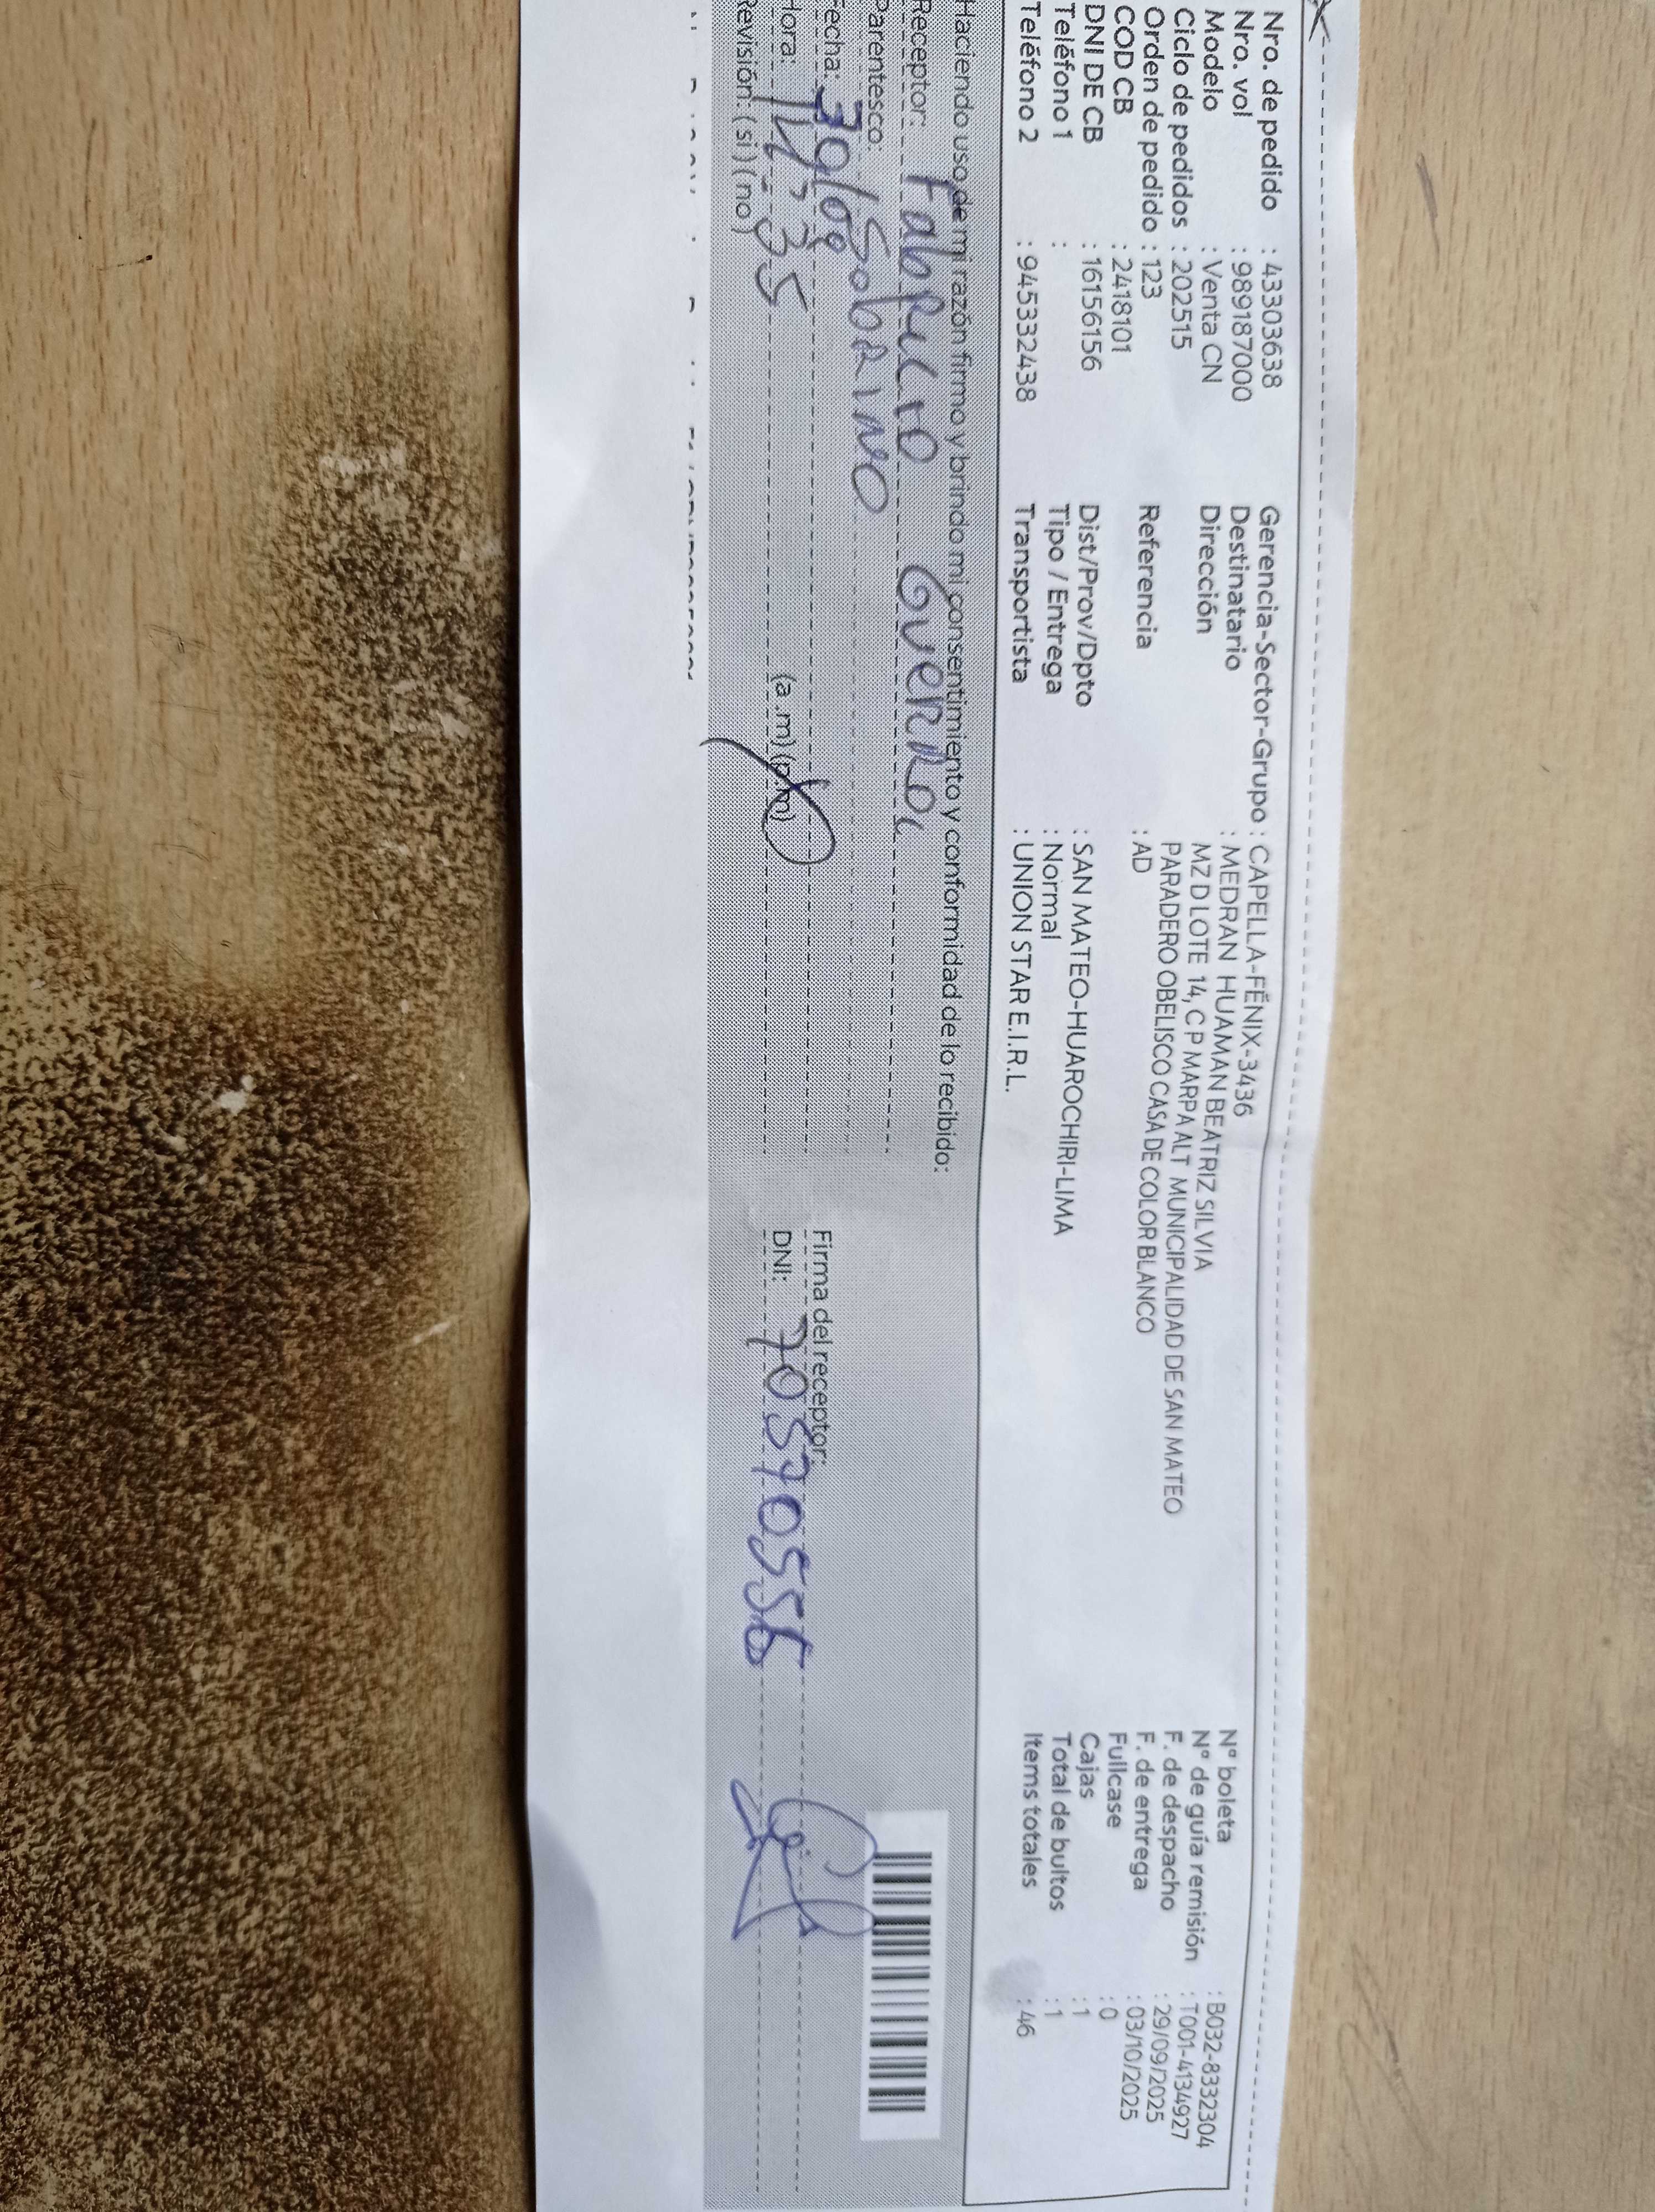 Nro. de pedido : 43303638
Nro. vol : 989187000
Modelo : Venta CN
Ciclo de pedidos : 202515
Orden de pedido : 123
COD CB : 2418101
DNI DE CB : 16156156
Teléfono 1 :
Teléfono 2 : 945332438
Gerencia-Sector-Grupo : CAPELLA-FÉNIX-3436
Destinatario : MEDRAN HUAMAN BEATRIZ SILVIA
Dirección MZ D LOTE 14, C P MARPA ALT MUNICIPALIDAD DE SAN MATEO
PARADERO OBELISCO CASA DE COLOR BLANCO
Referencia : AD
Dist/Prov/Dpto : SAN MATEO-HUAROCHIRI-LIMA
Tipo / Entrega : Normal
Transportista : UNION STAR E.I.R.L.
N° boleta : B032-8332304
N° de guía remisión : T001-4134927
F. de despacho : 29/09/2025
F. de entrega : 03/10/2025
Fullcase : 0
Cajas : 1
Total de bultos : 1
Items totales : 46
Haciendo uso de mi razón firmo y brindo mi consentimiento y conformidad de lo recibido:
Receptor: Fabricio Guerra
Parentesco: Sobrino
Fecha: 30/09
Hora: (a.m) (p.m)
Revisión: (si) (no)
Firma del receptor:
DNI: 70570556